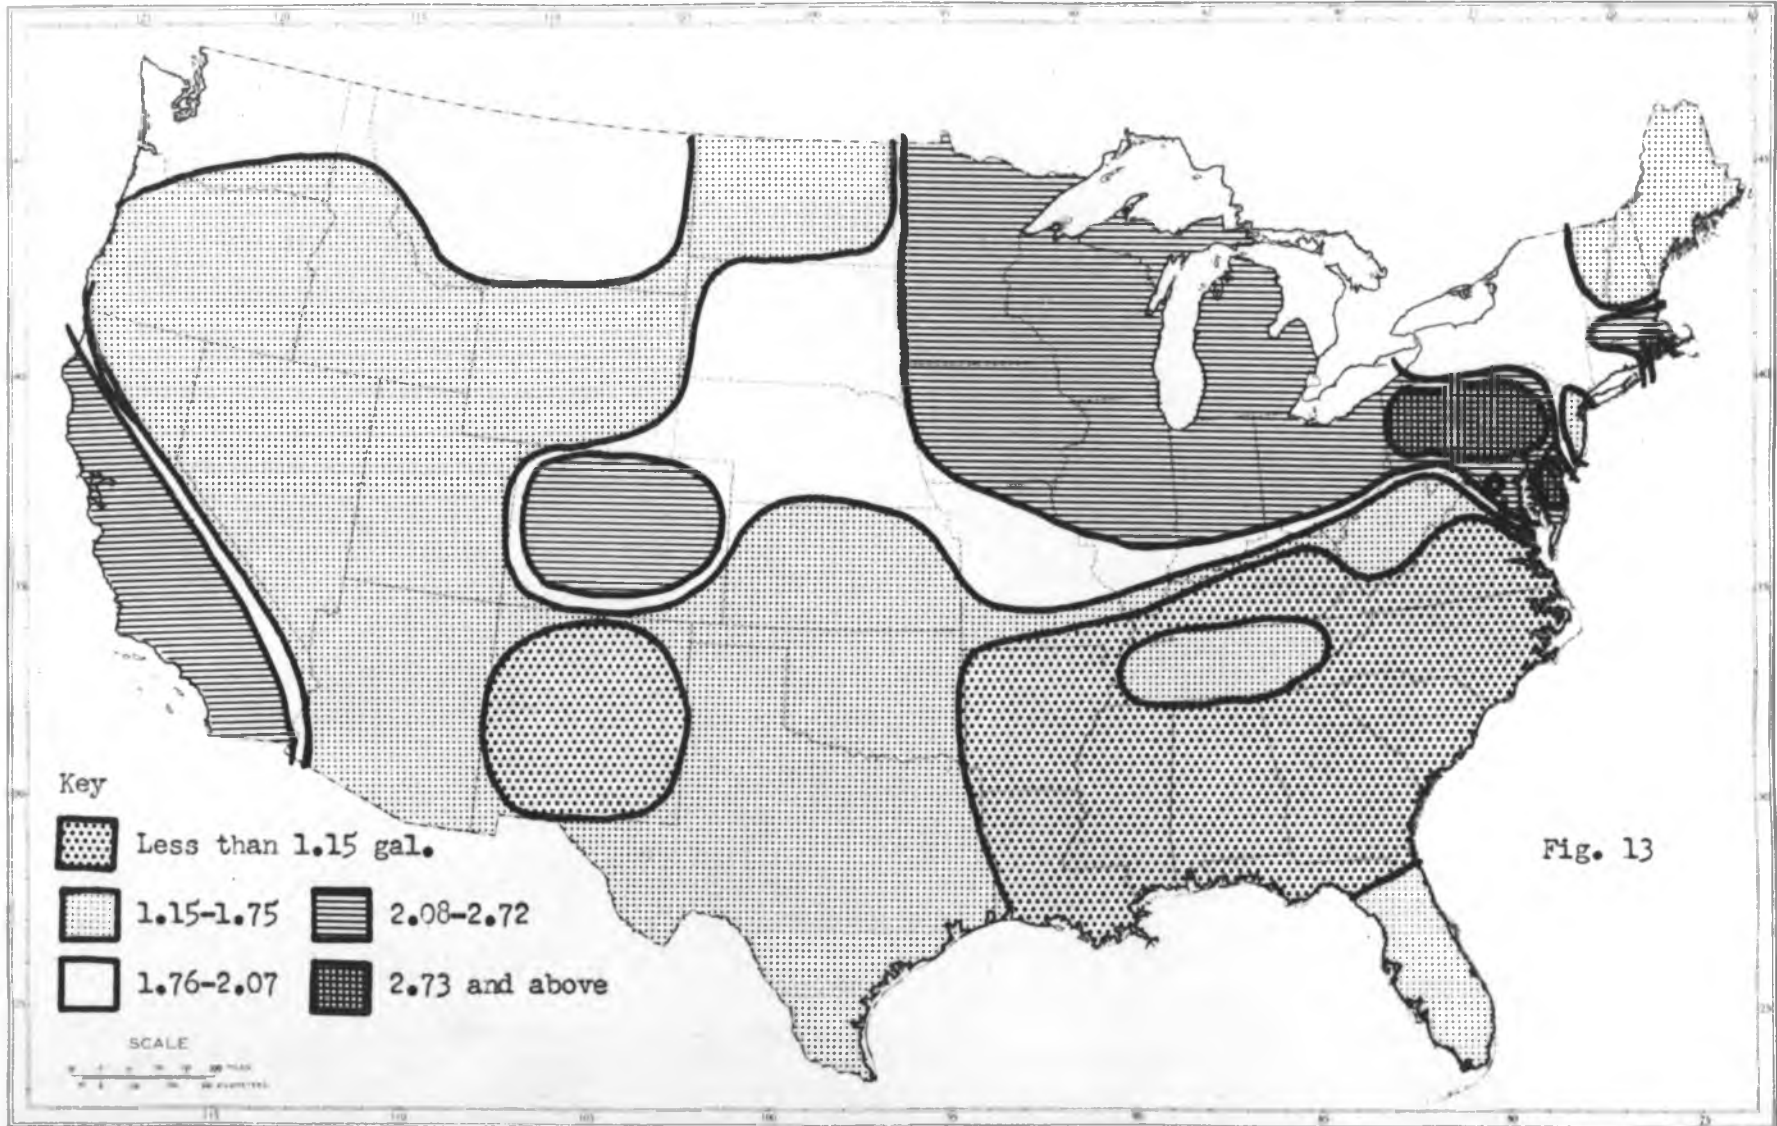 Key
Less than 1.15 gal.
1.15-1.75
2.08-2.72
1.76-2.07
2.73 and above
Fig. 13
SCALE